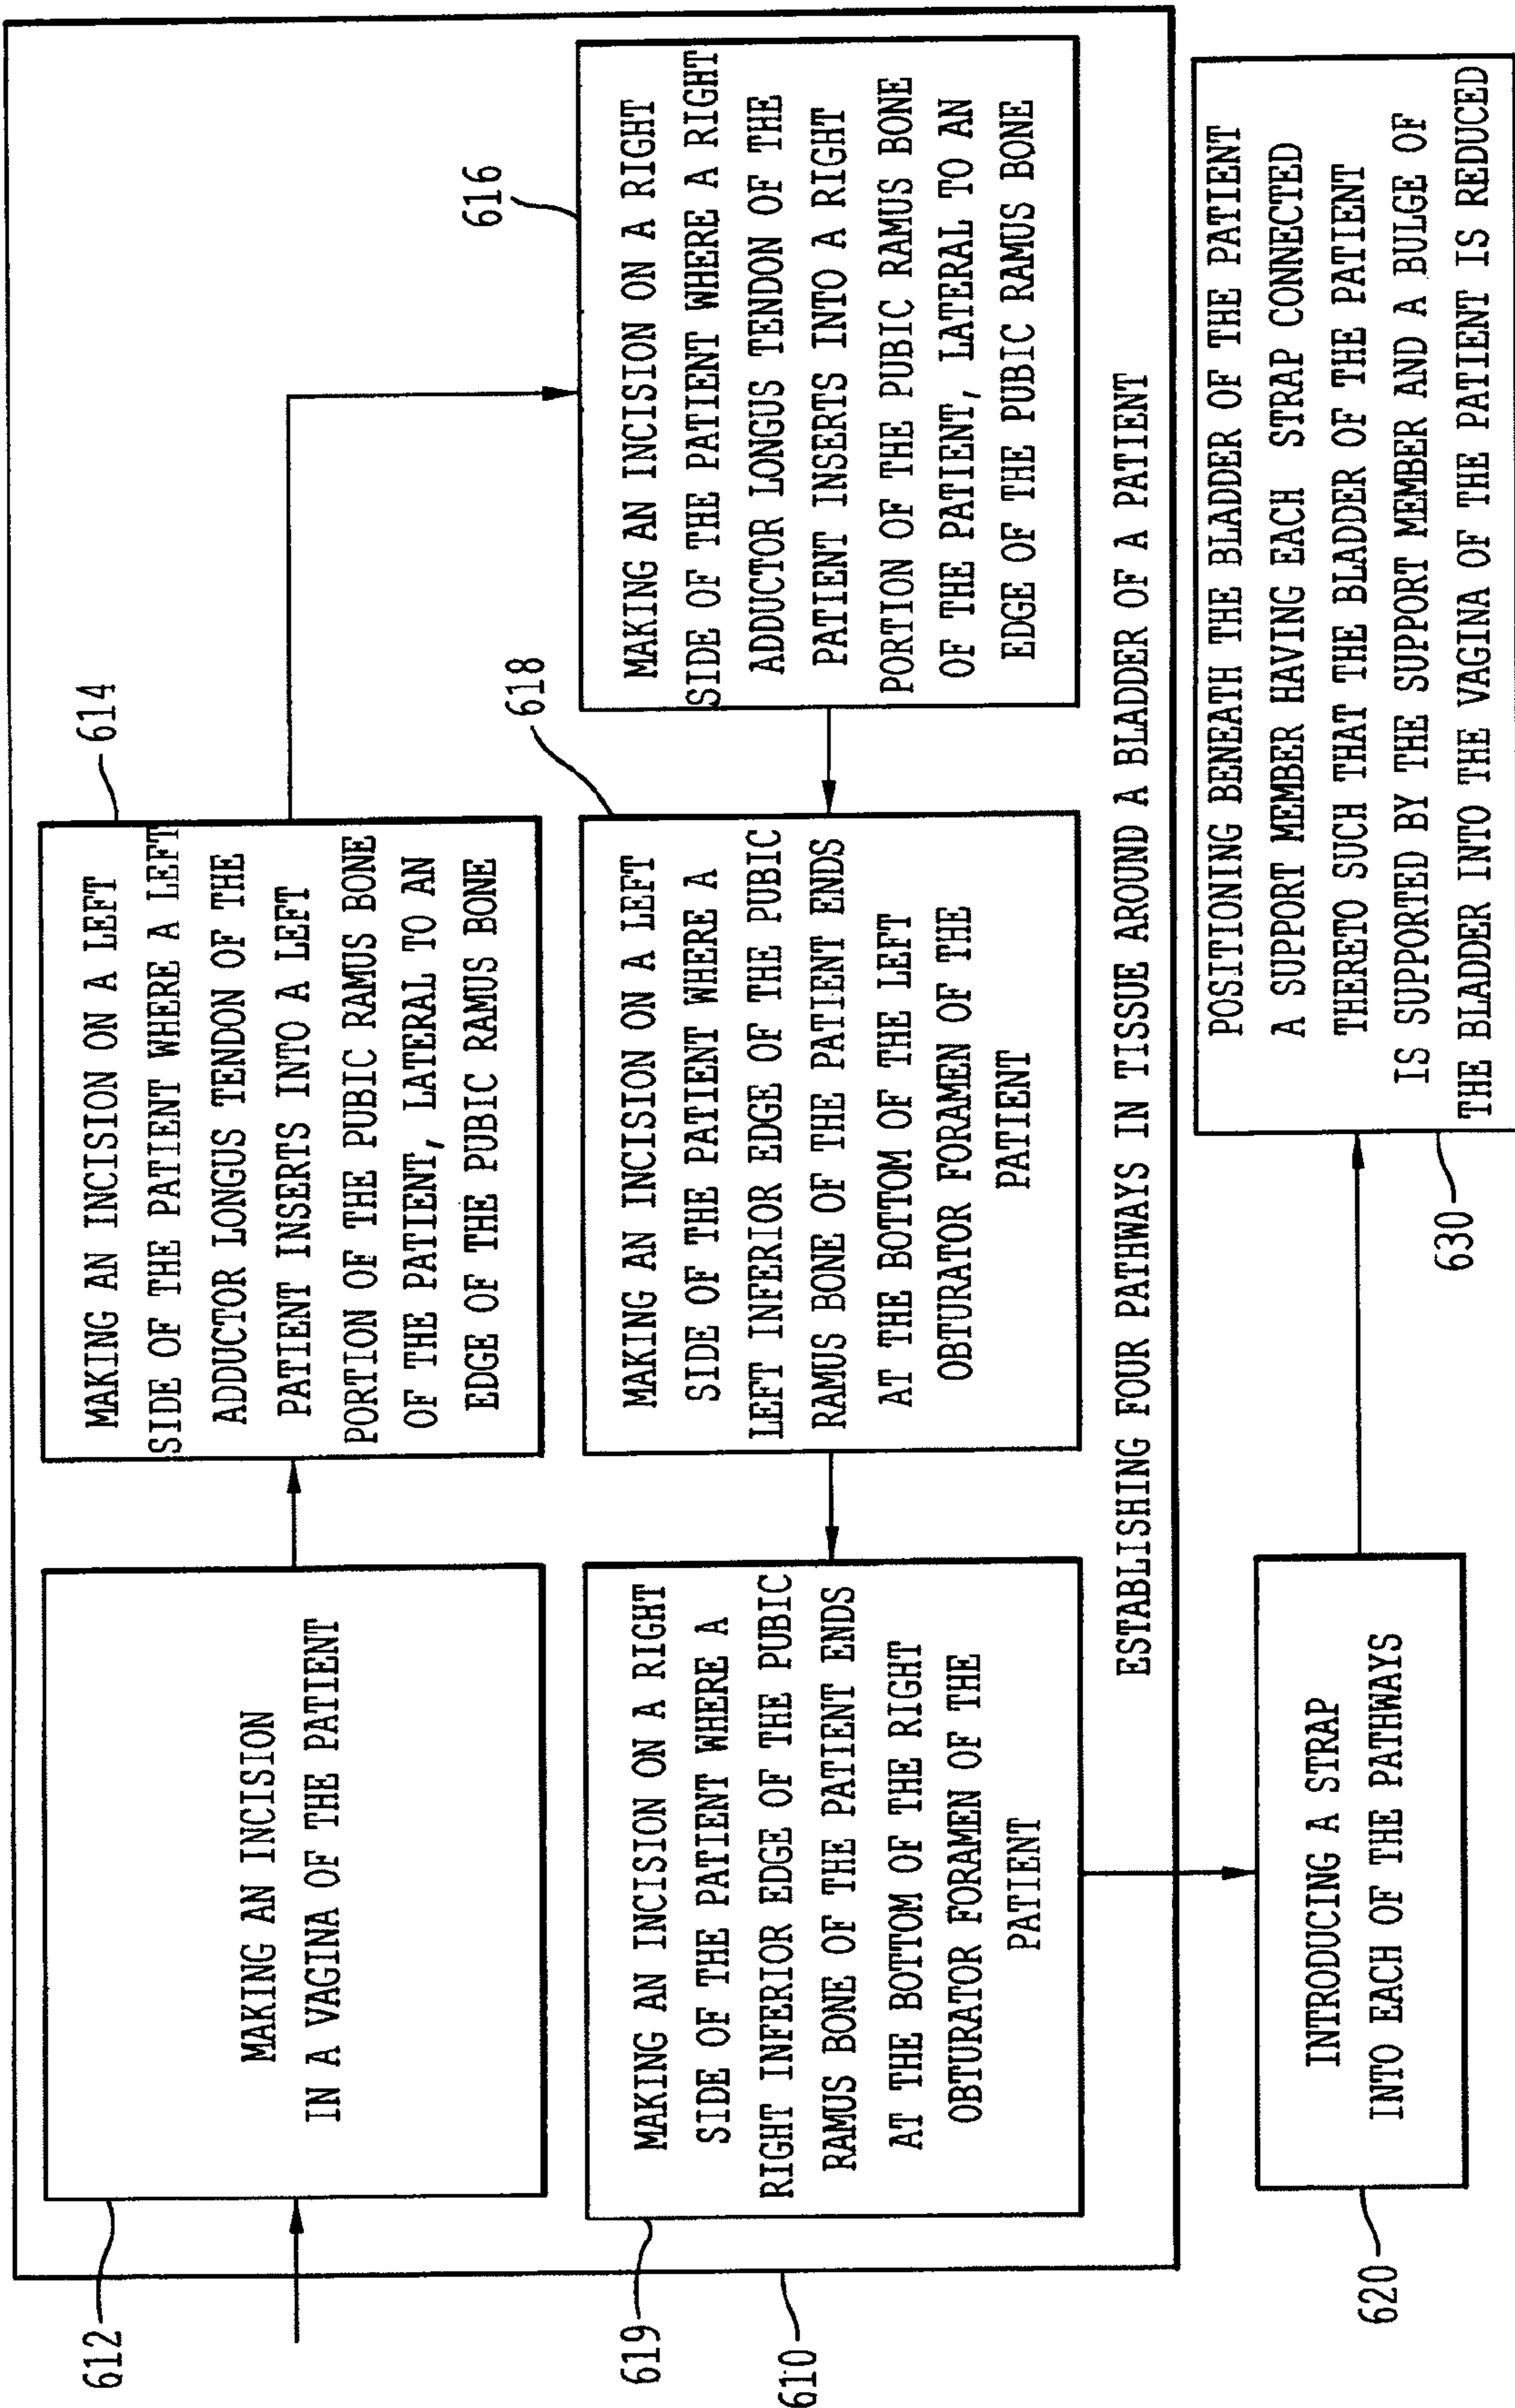 612
MAKING AN INCISION
IN A VAGINA OF THE PATIENT
614
MAKING AN INCISION ON A LEFT
SIDE OF THE PATIENT WHERE A LEFT
ADDUCTOR LONGUS TENDON OF THE
PATIENT INSERTS INTO A LEFT
PORTION OF THE PUBIC RAMUS BONE
OF THE PATIENT, LATERAL TO AN
EDGE OF THE PUBIC RAMUS BONE
616
MAKING AN INCISION ON A RIGHT
SIDE OF THE PATIENT WHERE A RIGHT
ADDUCTOR LONGUS TENDON OF THE
PATIENT INSERTS INTO A RIGHT
PORTION OF THE PUBIC RAMUS BONE
OF THE PATIENT, LATERAL TO AN
EDGE OF THE PUBIC RAMUS BONE
618
MAKING AN INCISION ON A LEFT
SIDE OF THE PATIENT WHERE A
LEFT INFERIOR EDGE OF THE PUBIC
RAMUS BONE OF THE PATIENT ENDS
AT THE BOTTOM OF THE LEFT
OBTURATOR FORAMEN OF THE
PATIENT
619
MAKING AN INCISION ON A RIGHT
SIDE OF THE PATIENT WHERE A
RIGHT INFERIOR EDGE OF THE PUBIC
RAMUS BONE OF THE PATIENT ENDS
AT THE BOTTOM OF THE RIGHT
OBTURATOR FORAMEN OF THE
PATIENT
610
ESTABLISHING FOUR PATHWAYS IN TISSUE AROUND A BLADDER OF A PATIENT
620
INTRODUCING A STRAP
INTO EACH OF THE PATHWAYS
630
POSITIONING BENEATH THE BLADDER OF THE PATIENT
A SUPPORT MEMBER HAVING EACH STRAP CONNECTED
THERETO SUCH THAT THE BLADDER OF THE PATIENT
IS SUPPORTED BY THE SUPPORT MEMBER AND A BULGE OF
THE BLADDER INTO THE VAGINA OF THE PATIENT IS REDUCED